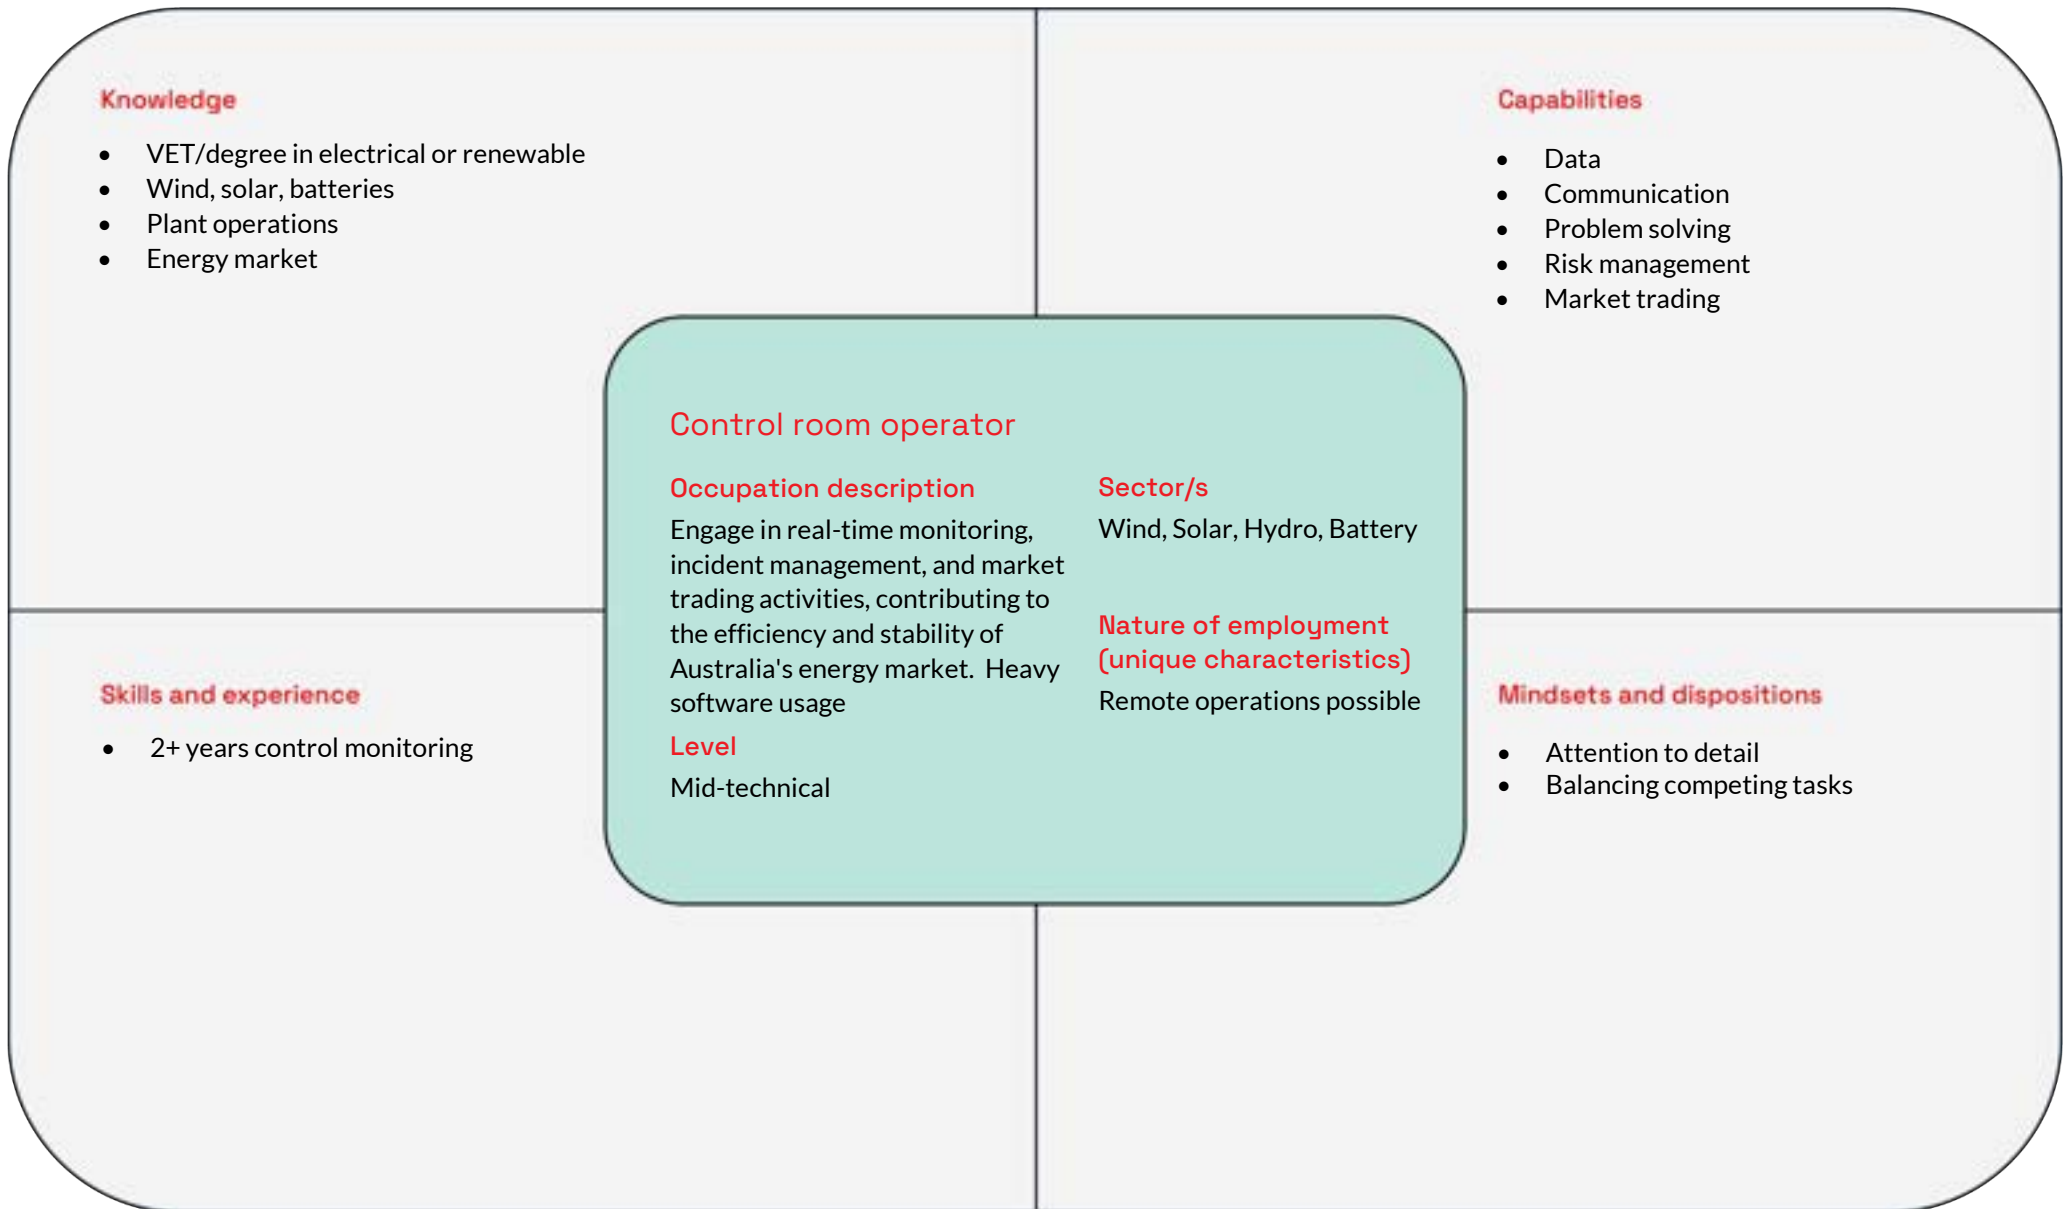 Knowledge
• VET/degree in electrical or renewable
• Wind, solar, batteries
• Plant operations
• Energy market
Capabilities
• Data
• Communication
• Problem solving
• Risk management
• Market trading
Control room operator
Occupation description
Engage in real-time monitoring,
incident management, and market
trading activities, contributing to
the efficiency and stability of
Australia's energy market.  Heavy
software usage
Level
Mid-technical
Sector/s
Wind, Solar, Hydro, Battery
Nature of employment
(unique characteristics)
Remote operations possible
Skills and experience
• 2+ years control monitoring
Mindsets and dispositions
• Attention to detail
• Balancing competing tasks